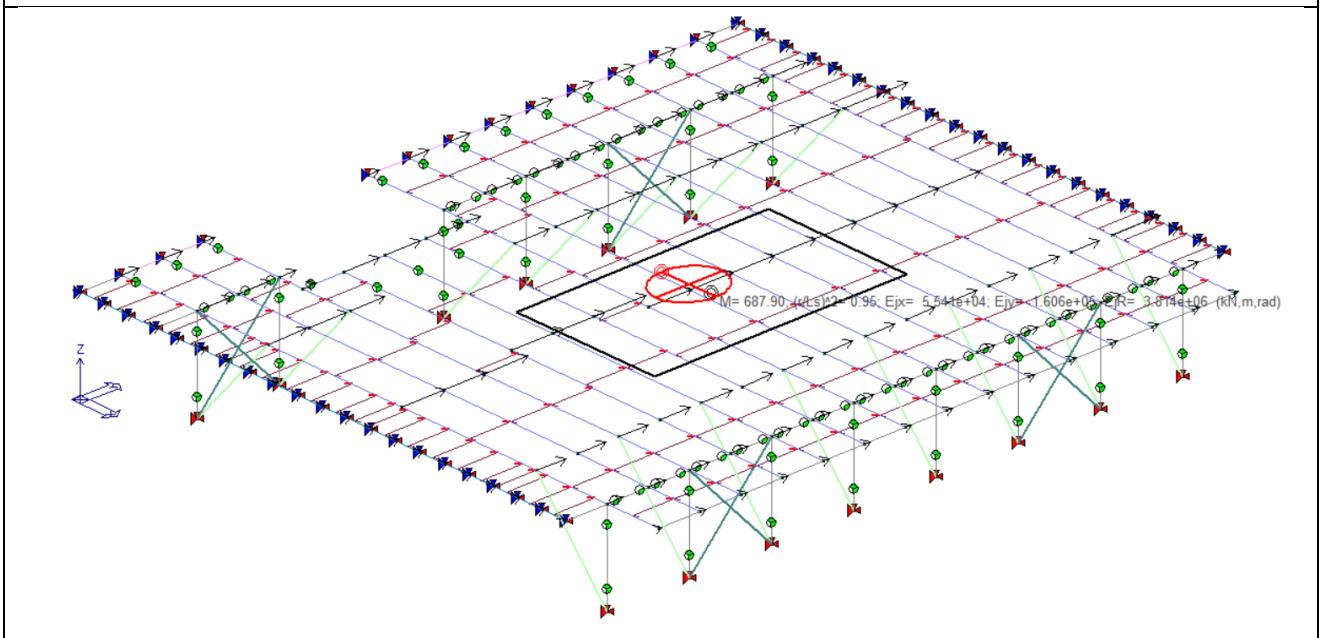 M= 687.90 (r/Ls)^2= 0.95; Ejx= 5.541e+04; Ejy= 1.606e+05; EjR= 3.814e+06 (kN,m,rad)
Z